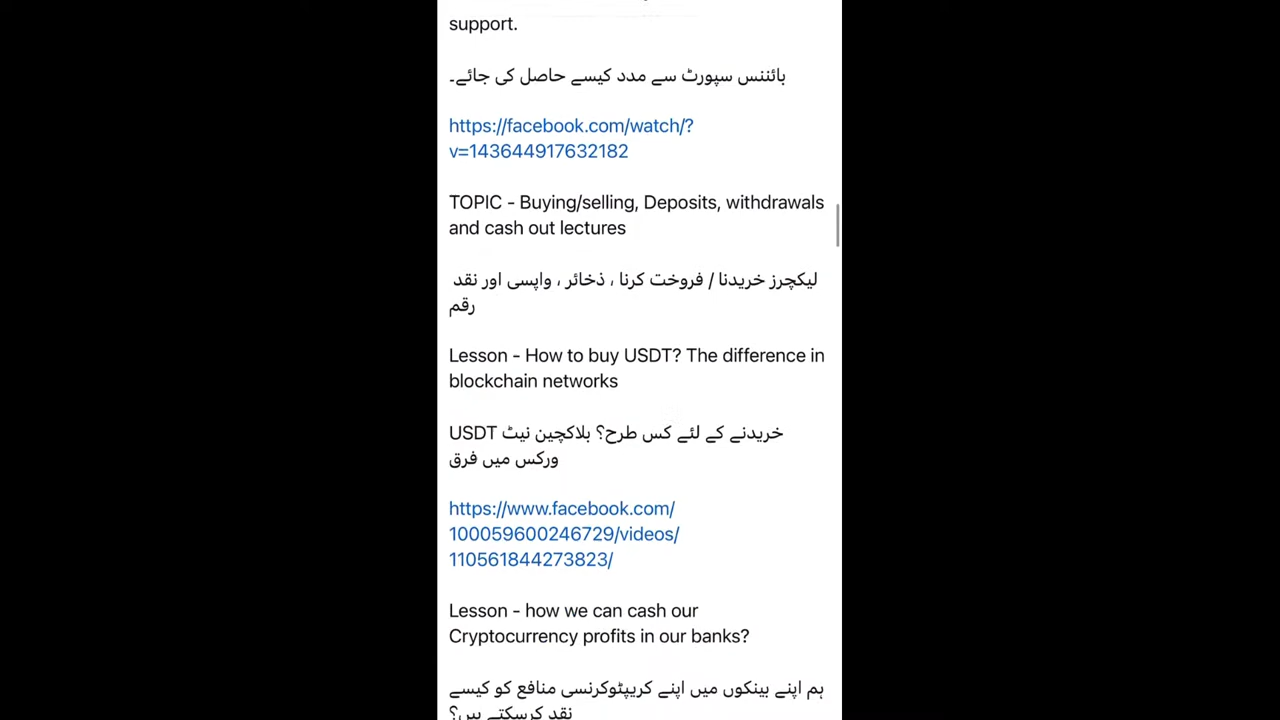 support.
بائننس سپورٹ سے مدد کیسے حاصل کی جائے۔
https://facebook.com/watch/?
v=143644917632182
TOPIC - Buying/selling, Deposits, withdrawals
and cash out lectures
لیکچرز خریدنا / فروخت کرنا ، ذخائر ، واپسی اور نقد
رقم
Lesson - How to buy USDT? The difference in
blockchain networks
USDT خریدنے کے لئے کس طرح؟ بلاکچین نیٹ
ورکس میں فرق
https://www.facebook.com/
100059600246729/videos/
110561844273823/
Lesson - how we can cash our
Cryptocurrency profits in our banks?
ہم اپنے بینکوں میں اپنے کریپٹوکرنسی منافع کو کیسے
نقد کرسکتے ہیں؟